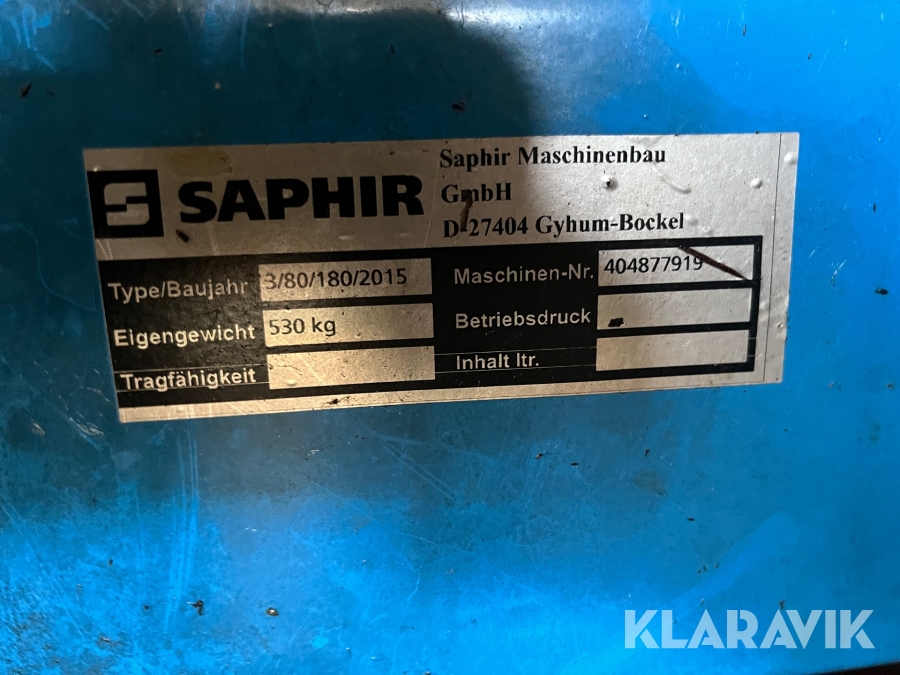 SAPHIR
Saphir Maschinenbau
GmbH
D-27404 Gyhum-Bockel
Type/Baujahr 3/80/180/2015
Maschinen-Nr. 404877919
Eigengewicht 530 kg
Betriebsdruck
Tragfähigkeit
Inhalt ltr.
KLARAVIK